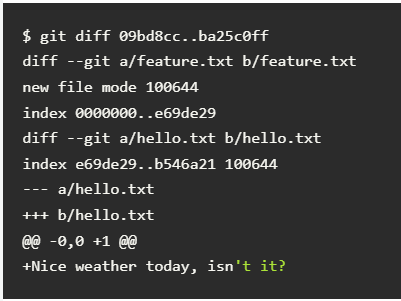 $ git diff 09bd8cc..ba25c0ff
diff --git a/feature.txt b/feature.txt
new file mode 100644
index 0000000..e69de29
diff --git a/hello.txt b/hello.txt
index e69de29..b546a21 100644
--- a/hello.txt
+++ b/hello.txt
@@ -0,0 +1 @@
+Nice weather today, isn't it?